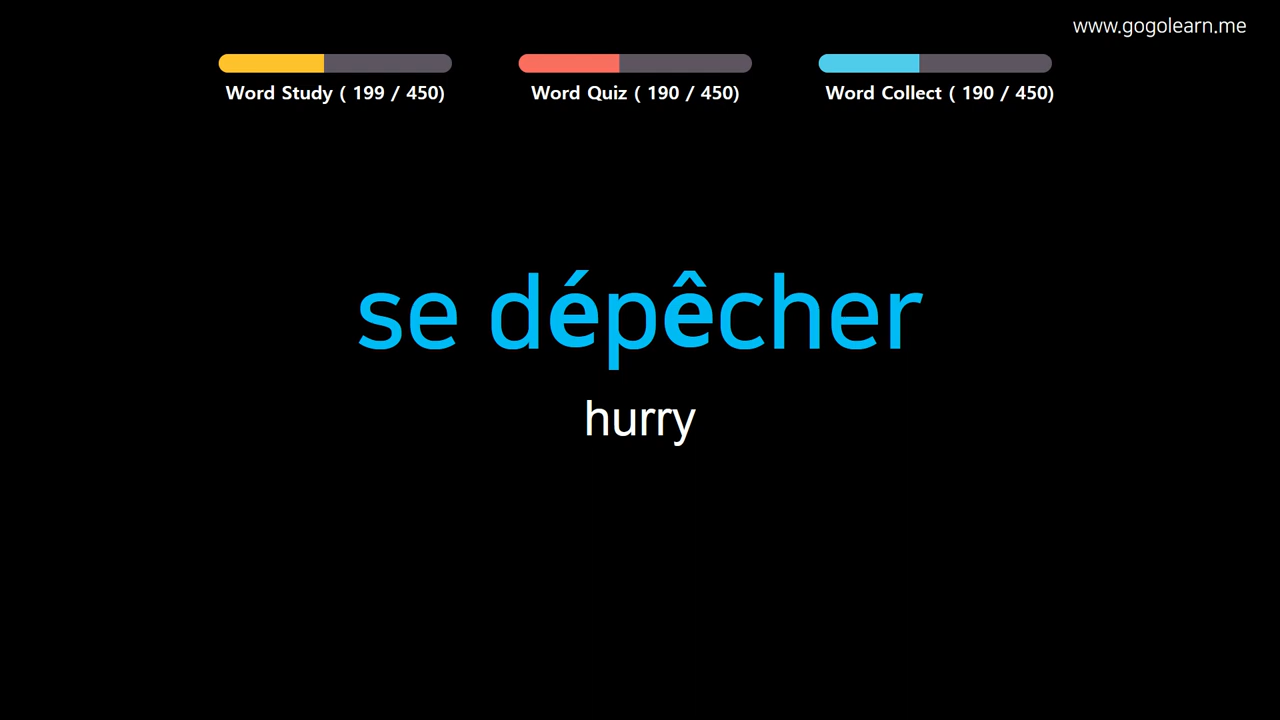 www.gogolearn.me
Word Study ( 199 / 450)
Word Quiz ( 190 / 450)
Word Collect ( 190 / 450)
se dépêcher
hurry